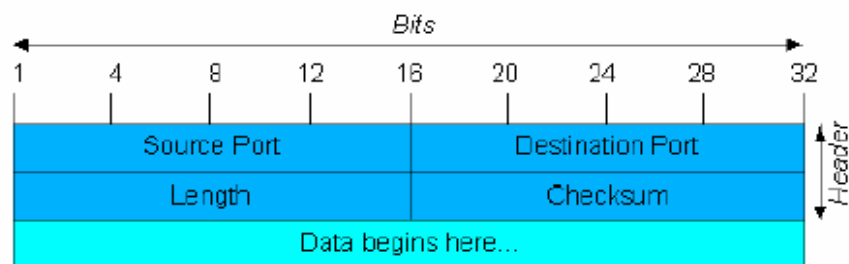 Bits
1 4 8 12 16 20 24 28 32
Source Port Destination Port
Header
Length Checksum
Data begins here...